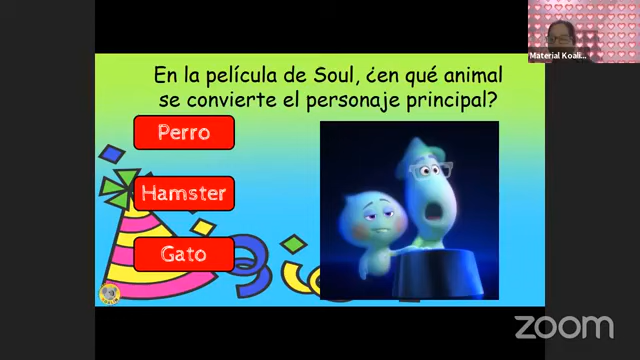 En la película de Soul, ¿en qué animal
se convierte el personaje principal?
Perro
Hamster
Gato
Material Koali...
zoom